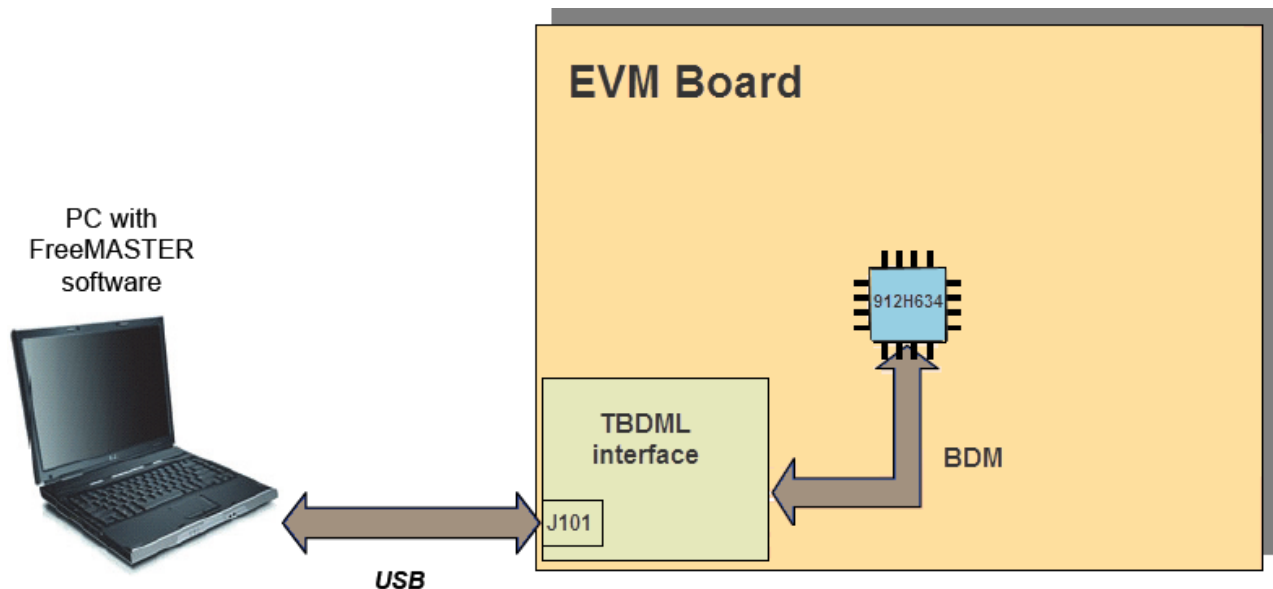 EVM Board
PC with
FreeMASTER
software
912H634
TBDML
interface
BDM
J101
USB